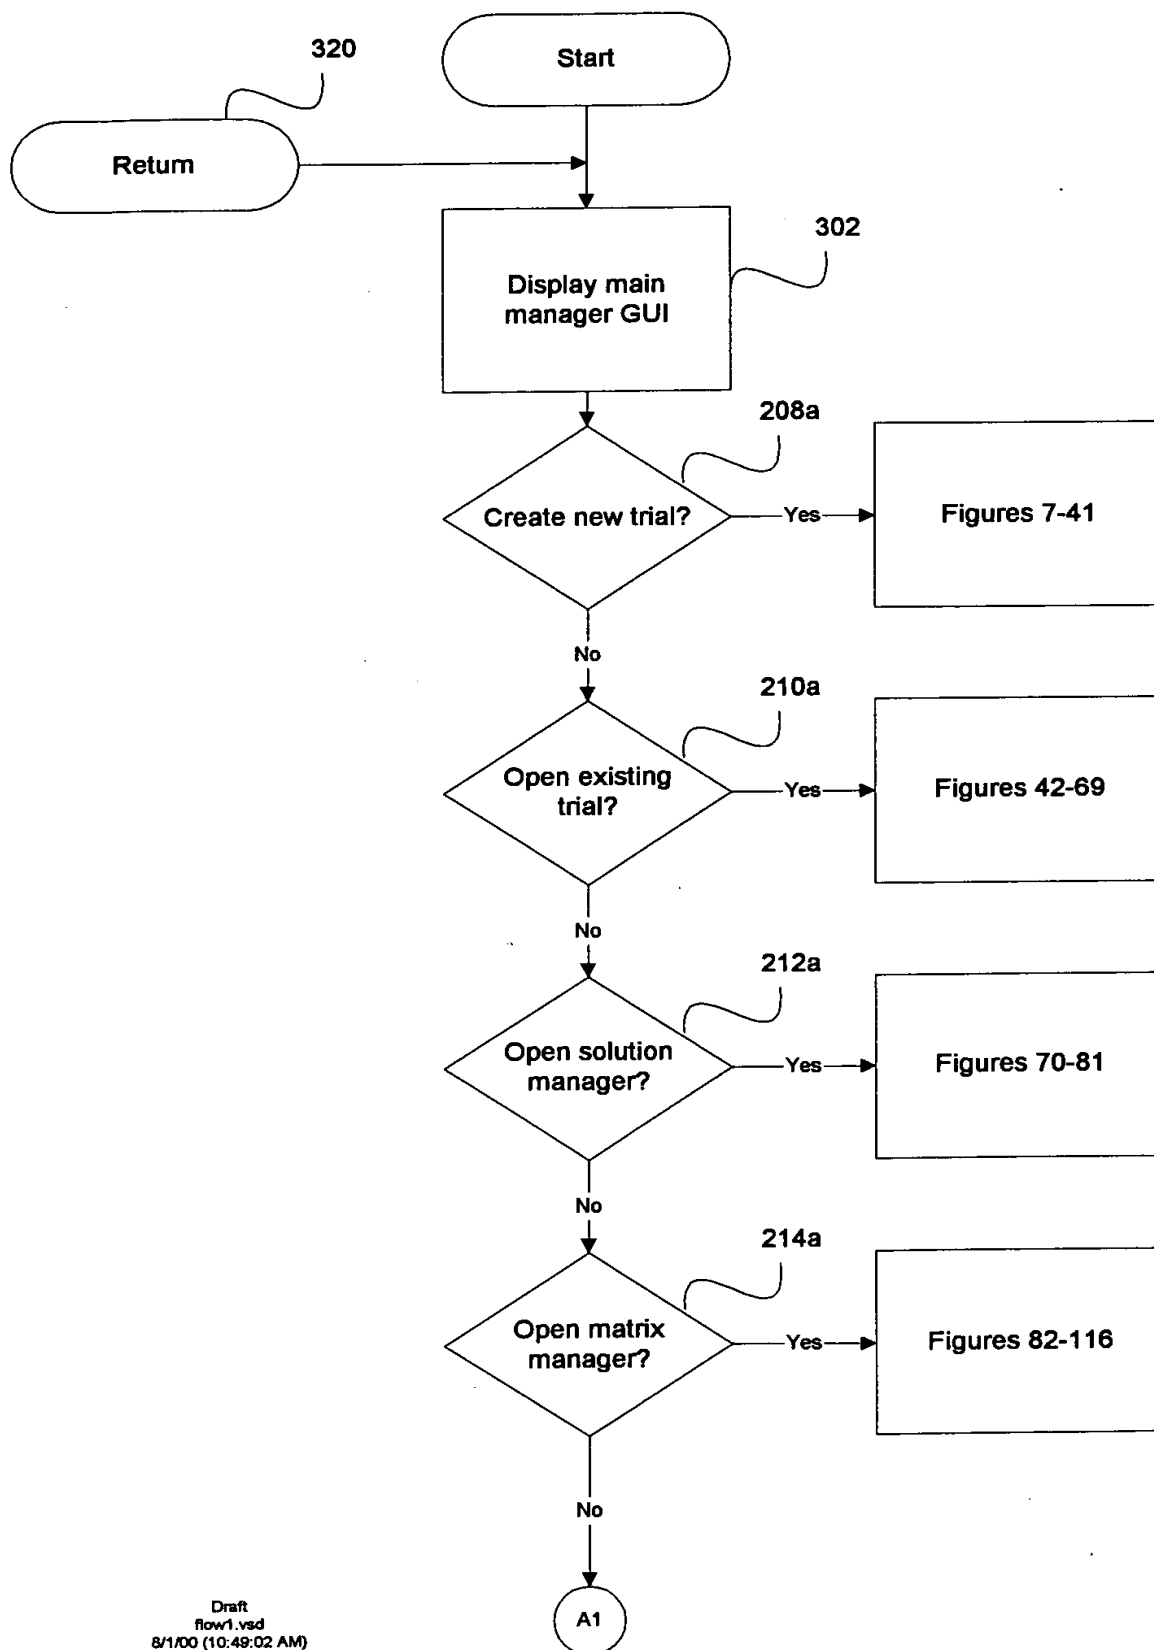 320
Start
Return
302
Display main
manager GUI
208a
Create new trial?
Yes
Figures 7-41
No
210a
Open existing
trial?
Yes
Figures 42-69
No
212a
Open solution
manager?
Yes
Figures 70-81
No
214a
Open matrix
manager?
Yes
Figures 82-116
No
A1
Draft
flow1.vsd
8/1/00 (10:49:02 AM)